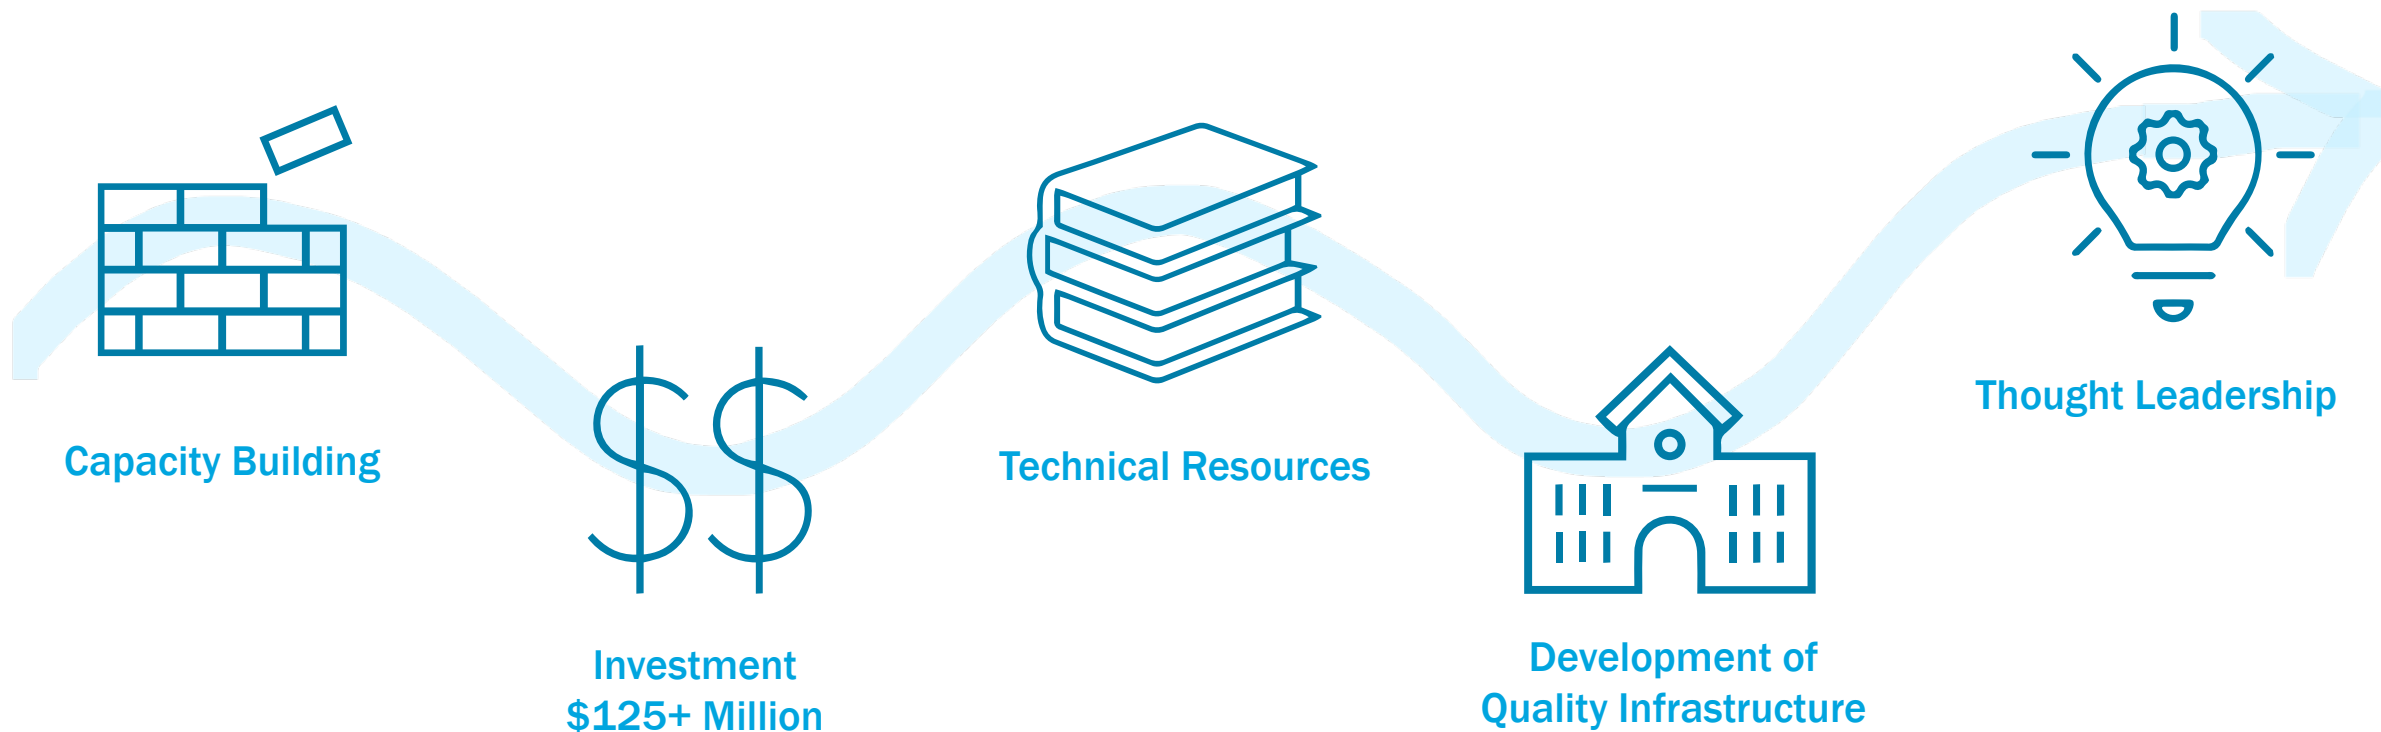 Capacity Building
Investment
$125+ Million
Technical Resources
Development of
Quality Infrastructure
Thought Leadership